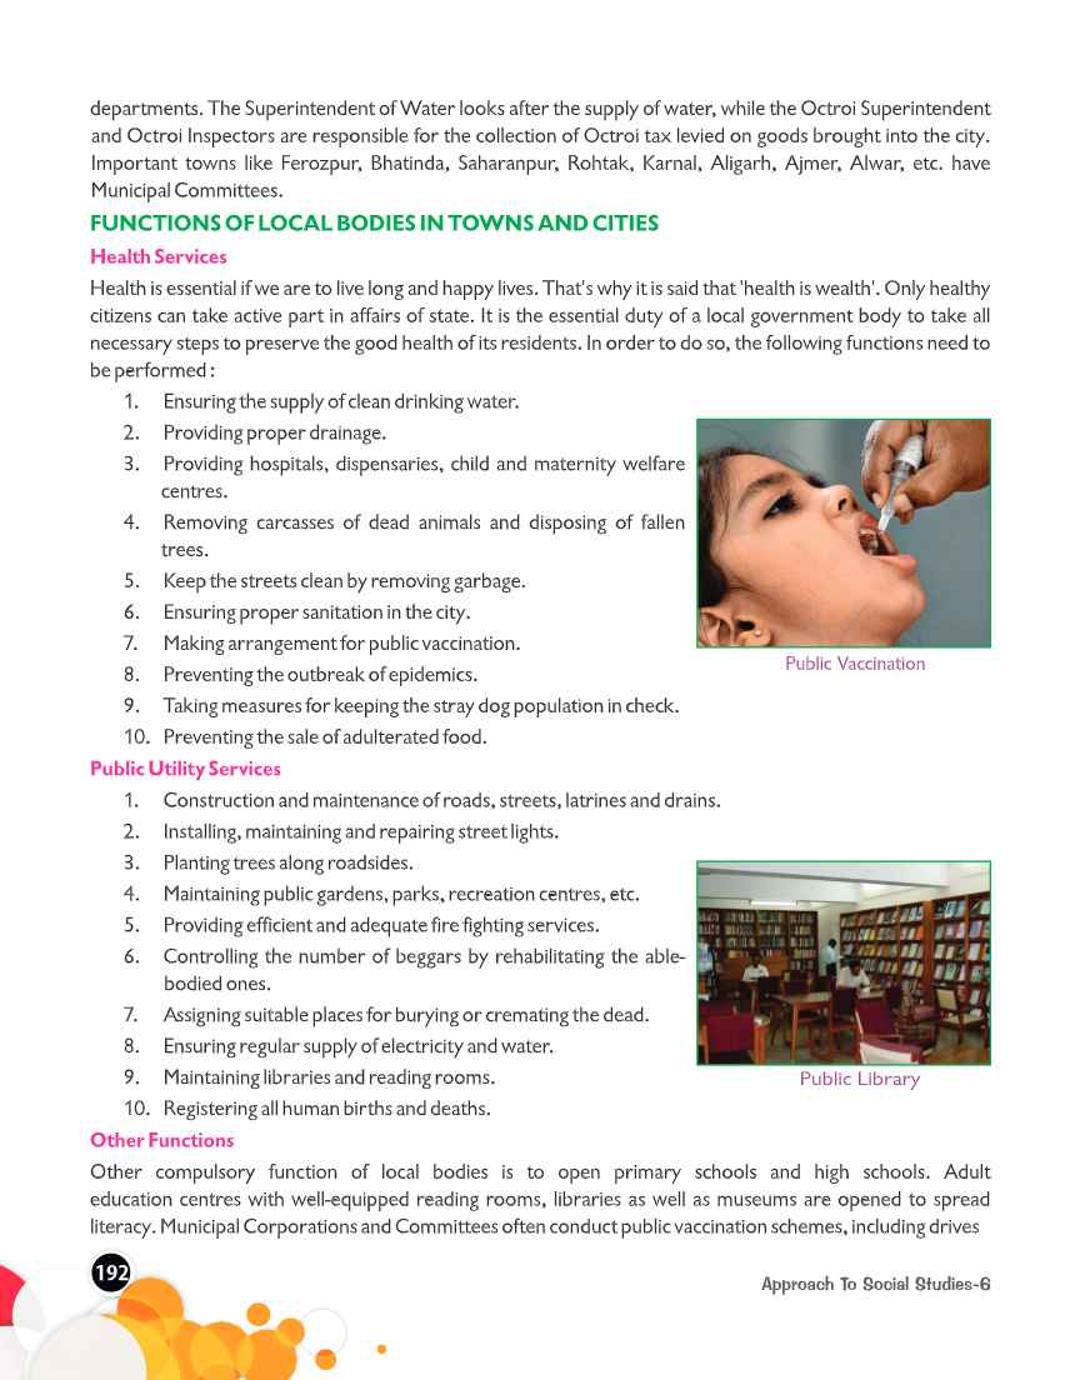 departments. The Superintendent of Water looks after the supply of water, while the Octroi Superintendent
and Octroi Inspectors are responsible for the collection of Octroi tax levied on goods brought into the city.
Important towns like Ferozpur, Bhatinda, Saharanpur, Rohtak, Karnal, Aligarh, Ajmer, Alwar, etc. have
Municipal Committees.
FUNCTIONS OF LOCAL BODIES IN TOWNS AND CITIES
Health Services
Health is essential if we are to live long and happy lives. That's why it is said that 'health is wealth'. Only healthy
citizens can take active part in affairs of state. It is the essential duty of a local government body to take all
necessary steps to preserve the good health of its residents. In order to do so, the following functions need to
be performed :
1. Ensuring the supply of clean drinking water.
2. Providing proper drainage.
3. Providing hospitals, dispensaries, child and maternity welfare
centres.
4. Removing carcasses of dead animals and disposing of fallen
trees.
5. Keep the streets clean by removing garbage.
6. Ensuring proper sanitation in the city.
7. Making arrangement for public vaccination.
8. Preventing the outbreak of epidemics.
9. Taking measures for keeping the stray dog population in check.
10. Preventing the sale of adulterated food.
Public Vaccination
Public Utility Services
1. Construction and maintenance of roads, streets, latrines and drains.
2. Installing, maintaining and repairing street lights.
3. Planting trees along roadsides.
4. Maintaining public gardens, parks, recreation centres, etc.
5. Providing efficient and adequate fire fighting services.
6. Controlling the number of beggars by rehabilitating the able-
bodied ones.
7. Assigning suitable places for burying or cremating the dead.
8. Ensuring regular supply of electricity and water.
9. Maintaining libraries and reading rooms.
10. Registering all human births and deaths.
Public Library
Other Functions
Other compulsory function of local bodies is to open primary schools and high schools. Adult
education centres with well-equipped reading rooms, libraries as well as museums are opened to spread
literacy. Municipal Corporations and Committees often conduct public vaccination schemes, including drives
192
Approach To Social Studies-6